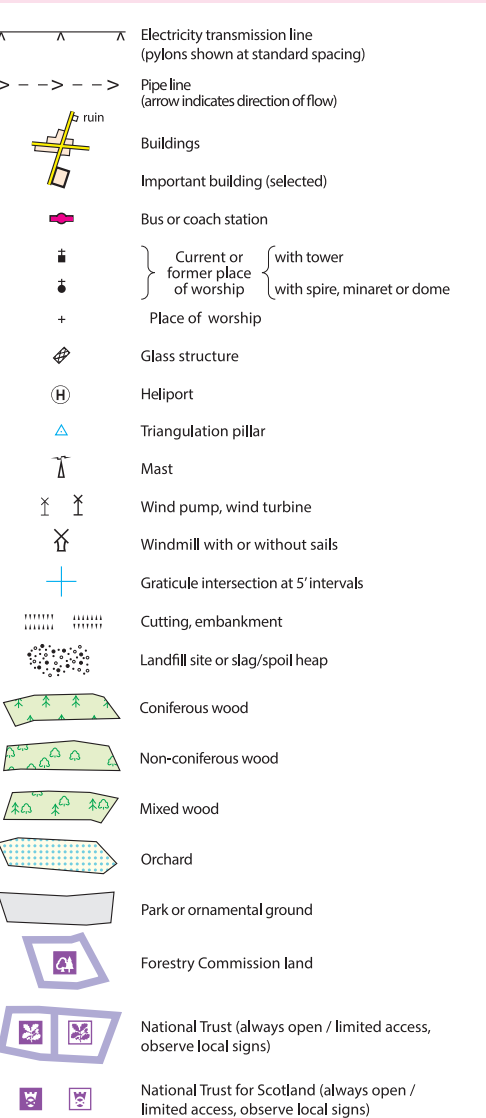 Electricity transmission line
(pylons shown at standard spacing)
Pipe line
(arrow indicates direction of flow)
ruin
Buildings
Important building (selected)
Bus or coach station
Current or
former place
of worship
with tower
with spire, minaret or dome
Place of worship
Glass structure
H
Heliport
Triangulation pillar
Mast
Wind pump, wind turbine
Windmill with or without sails
Graticule intersection at 5' intervals
Cutting, embankment
Landfill site or slag/spoil heap
Coniferous wood
Non-coniferous wood
Mixed wood
Orchard
Park or ornamental ground
Forestry Commission land
National Trust (always open / limited access,
observe local signs)
National Trust for Scotland (always open /
limited access, observe local signs)